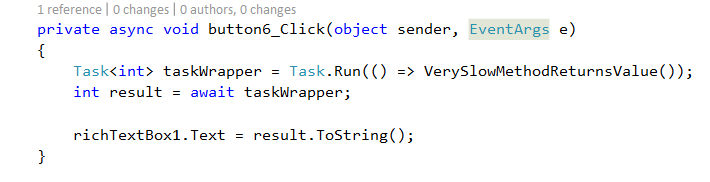 1 reference | 0 changes | 0 authors, 0 changes
private async void button6_Click(object sender, EventArgs e)
{
    Task<int> taskWrapper = Task.Run(() => VerySlowMethodReturnsValue());
    int result = await taskWrapper;

    richTextBox1.Text = result.ToString();
}